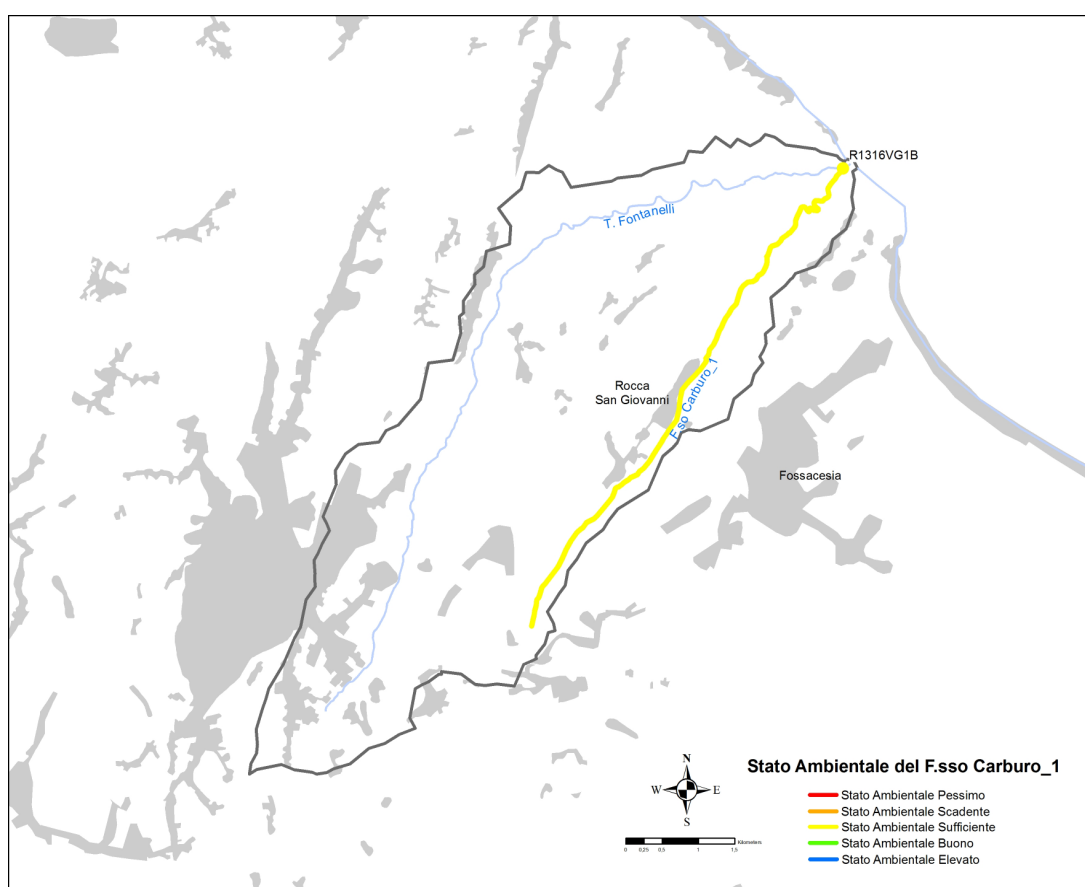 R1316VG1B
T. Fontanelli
Rocca
San Giovanni
F.sso Carburo_1
Fossacesia
N
W
E
S
Stato Ambientale del F.sso Carburo_1
Stato Ambientale Pessimo
Stato Ambientale Scadente
Stato Ambientale Sufficiente
Stato Ambientale Buono
Stato Ambientale Elevato
0 0,25 0,5 1 1,5
Kilometers